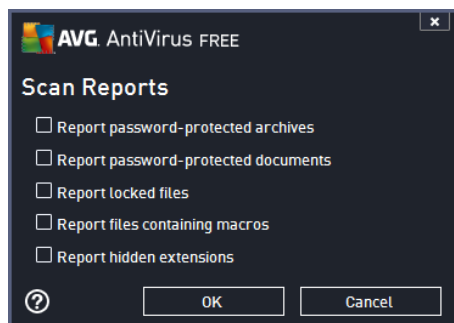 AVG. AntiVirus FREE
Scan Reports
Report password-protected archives
Report password-protected documents
Report locked files
Report files containing macros
Report hidden extensions
?
OK
Cancel